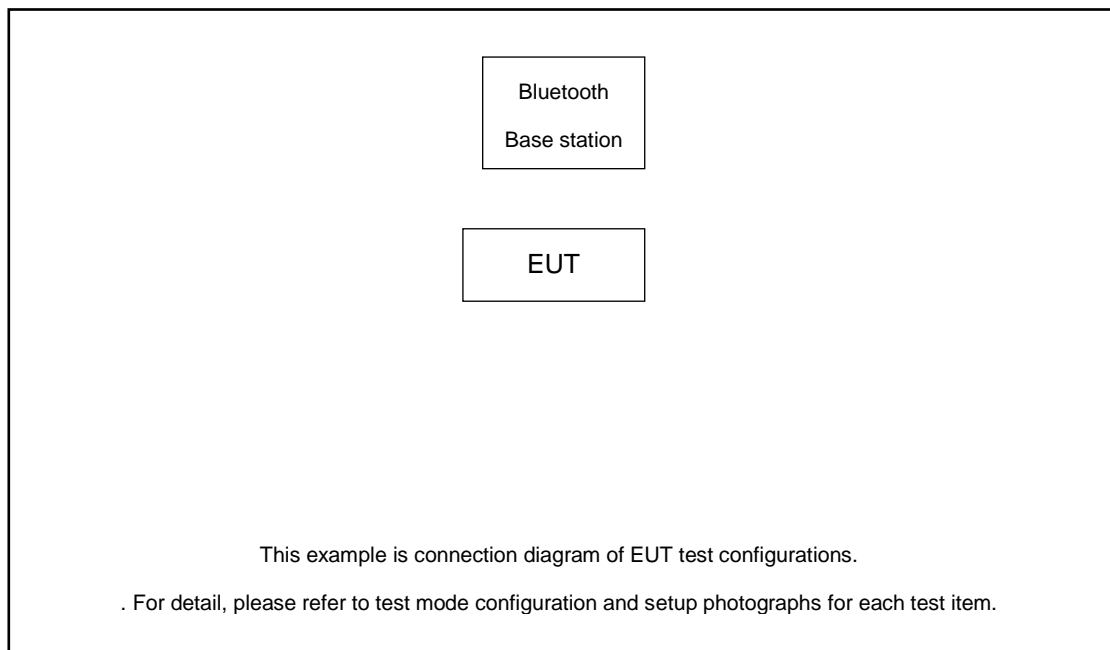 Bluetooth
Base station
EUT
This example is connection diagram of EUT test configurations.
. For detail, please refer to test mode configuration and setup photographs for each test item.